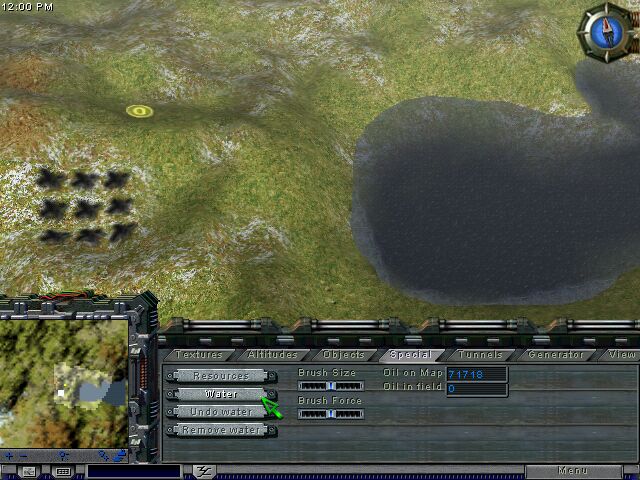 12:00 PM
Textures Altitudes Objects Special Tunnels Generator View
Resources
Water
Undo water
Remove water
Brush Size
Brush Force
Oil on Map 71718
Oil in field 0
Menu